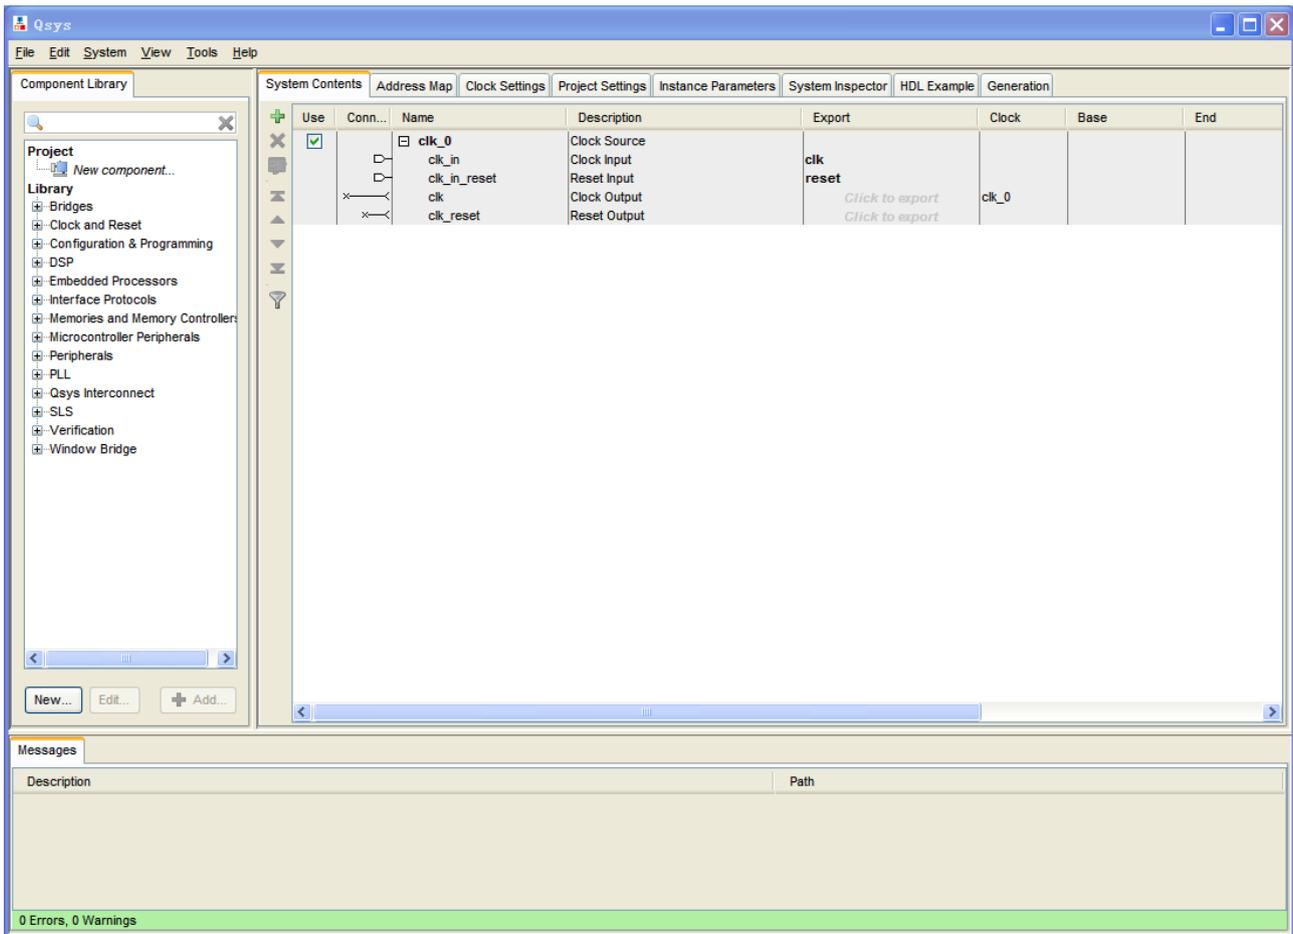 Qsys
File Edit System View Tools Help
Component Library
Project
New component...
Library
Bridges
Clock and Reset
Configuration & Programming
DSP
Embedded Processors
Interface Protocols
Memories and Memory Controllers
Microcontroller Peripherals
Peripherals
PLL
Qsys Interconnect
SLS
Verification
Window Bridge
New... Edit... Add...
System Contents Address Map Clock Settings Project Settings Instance Parameters System Inspector HDL Example Generation
Use Conn... Name Description Export Clock Base End
clk_0 Clock Source
clk_in Clock Input clk
clk_in_reset Reset Input reset
clk Clock Output Click to export clk_0
clk_reset Reset Output Click to export
Messages
Description Path
0 Errors, 0 Warnings